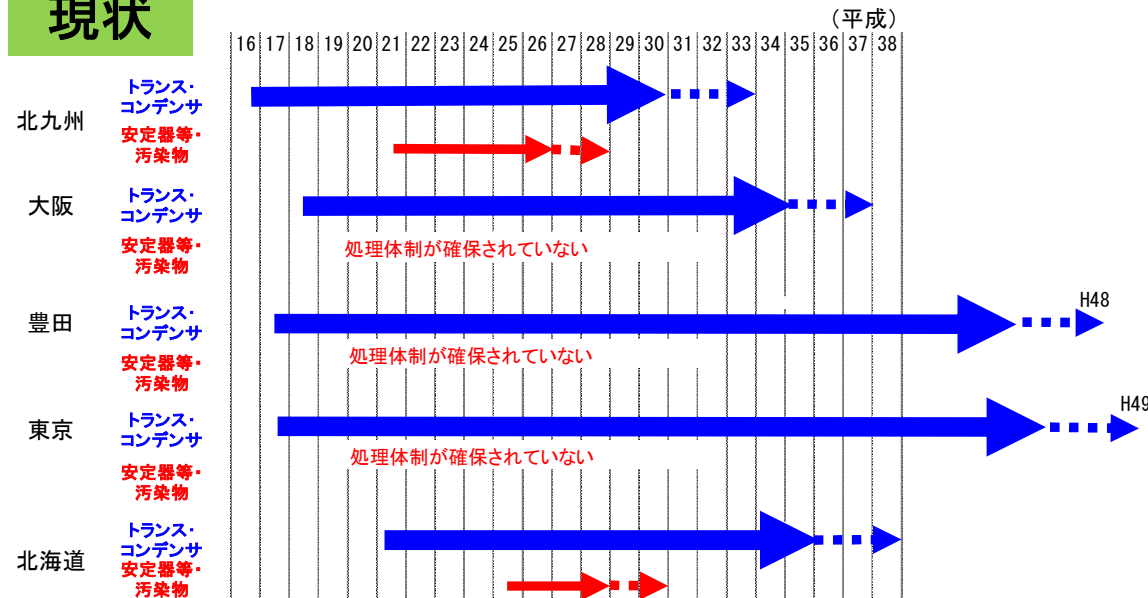 現状
(平成)
16 17 18 19 20 21 22 23 24 25 26 27 28 29 30 31 32 33 34 35 36 37 38
北九州
トランス・
コンデンサ
安定器等・
汚染物
大阪
トランス・
コンデンサ
安定器等・
汚染物
処理体制が確保されていない
豊田
トランス・
コンデンサ
H48
安定器等・
汚染物
処理体制が確保されていない
東京
トランス・
コンデンサ
H49
安定器等・
汚染物
処理体制が確保されていない
北海道
トランス・
コンデンサ
安定器等・
汚染物